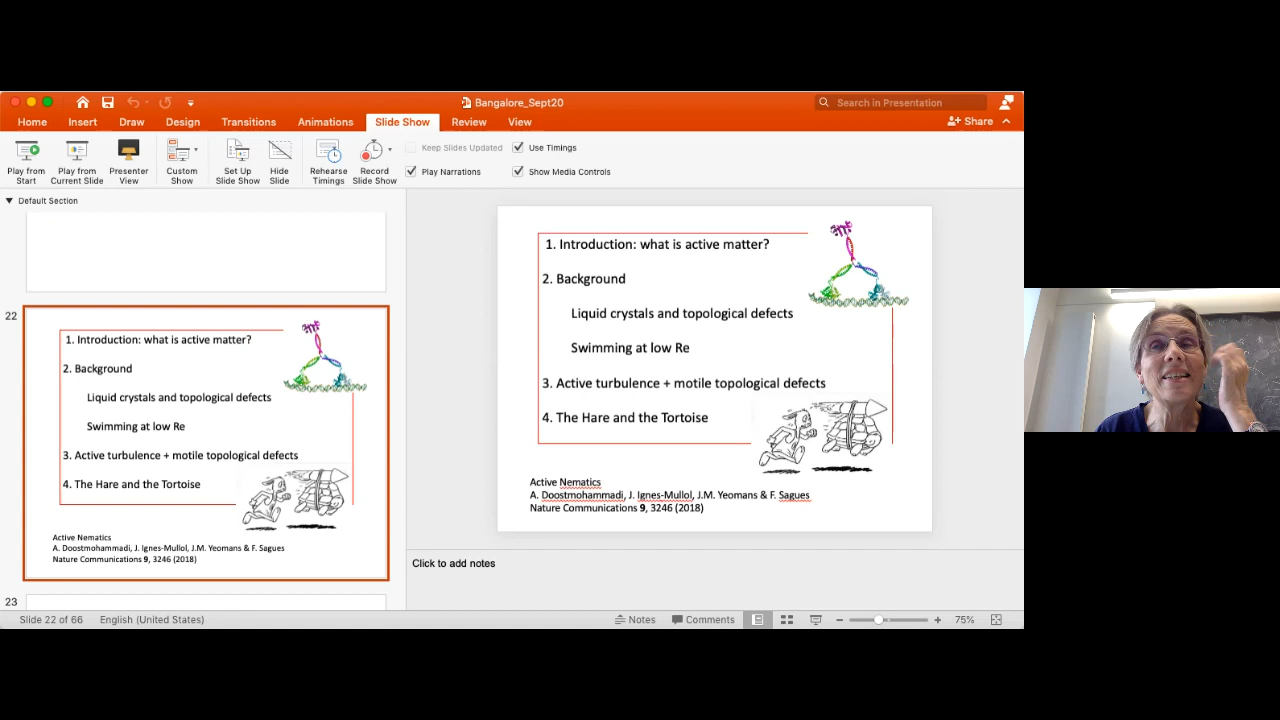 Bangalore_Sept20
Search in Presentation
Home Insert Draw Design Transitions Animations Slide Show Review View
Share
Play from Start
Play from Current Slide
Presenter View
Custom Show
Set Up Slide Show
Hide Slide
Rehearse Timings
Record Slide Show
Keep Slides Updated
Use Timings
Play Narrations
Show Media Controls
Default Section
22
1. Introduction: what is active matter?
2. Background
Liquid crystals and topological defects
Swimming at low Re
3. Active turbulence + motile topological defects
4. The Hare and the Tortoise
Active Nematics
A. Doostmohammadi, J. Ignes-Mullol, J.M. Yeomans & F. Sagues
Nature Communications 9, 3246 (2018)
23
1. Introduction: what is active matter?
2. Background
Liquid crystals and topological defects
Swimming at low Re
3. Active turbulence + motile topological defects
4. The Hare and the Tortoise
Active Nematics
A. Doostmohammadi, J. Ignes-Mullol, J.M. Yeomans & F. Sagues
Nature Communications 9, 3246 (2018)
Click to add notes
Slide 22 of 66 English (United States)
Notes Comments 75%